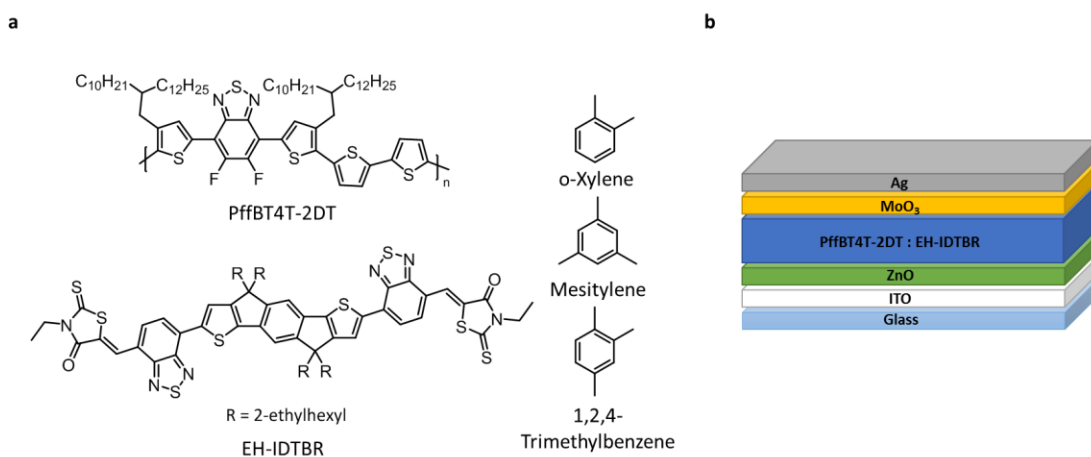 a
b
C10H21
C12H25
C10H21
C12H25
N
S
N
S
S
S
S
F
F
n
PffBT4T-2DT
o-Xylene
Mesitylene
1,2,4-
Trimethylbenzene
S
N
S
O
N
S
N
S
R
R
S
R
R
N
S
N
O
S
N
S
R = 2-ethylhexyl
EH-IDTBR
Ag
MoO3
PffBT4T-2DT : EH-IDTBR
ZnO
ITO
Glass